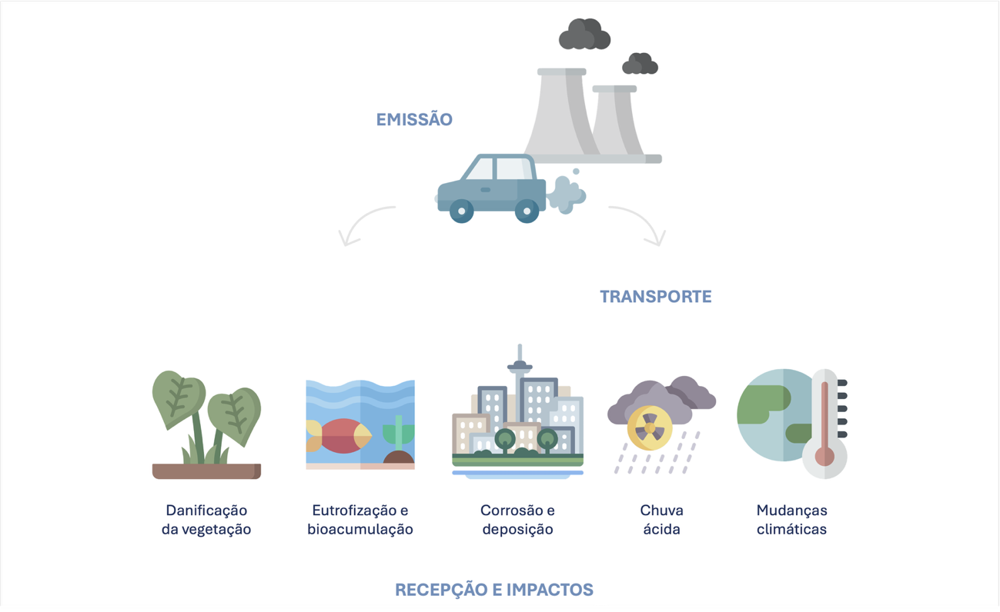 EMISSÃO
TRANSPORTE
Danificação
da vegetação
Eutrofização e
bioacumulação
Corrosão e
deposição
Chuva
ácida
Mudanças
climáticas
RECEPÇÃO E IMPACTOS